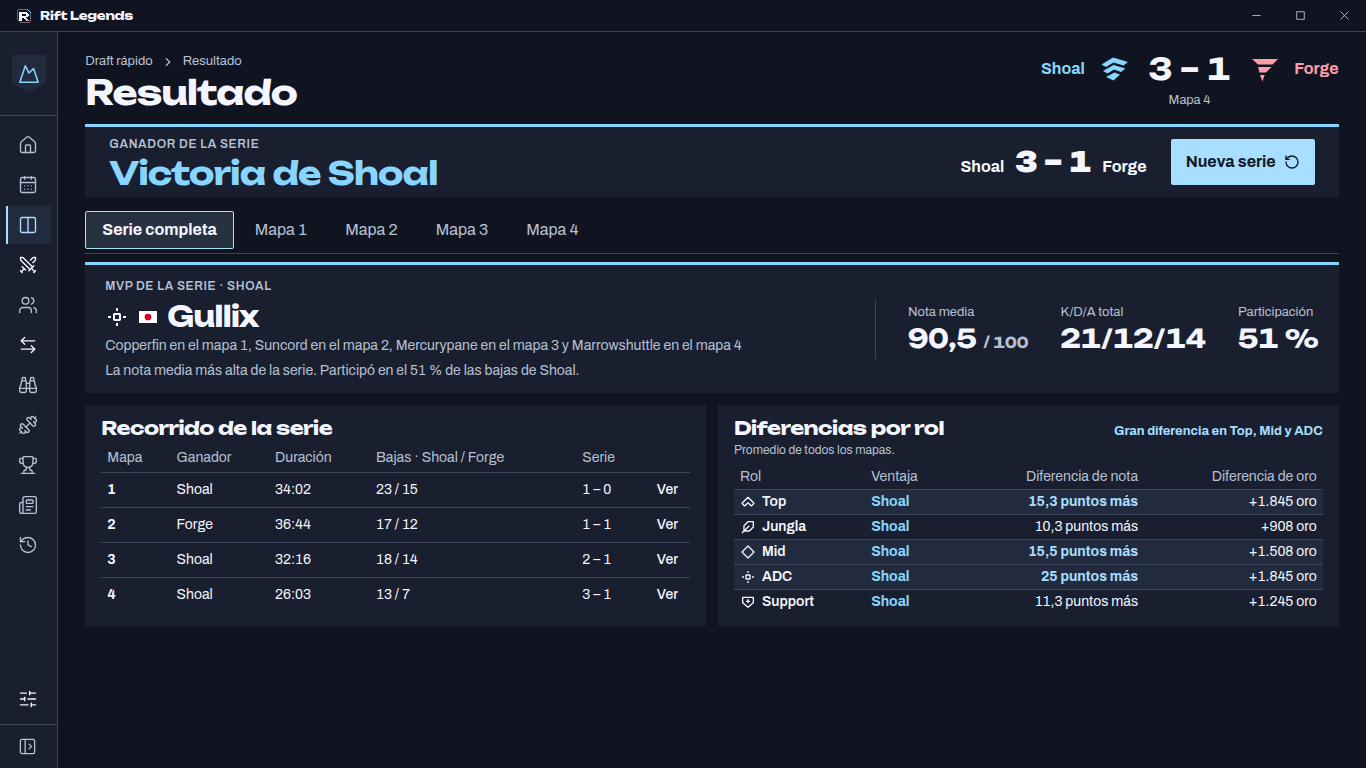 Rift Legends
Draft rápido > Resultado
Resultado
Shoal 3 – 1 Forge
Mapa 4
GANADOR DE LA SERIE
Victoria de Shoal
Shoal 3 – 1 Forge
Nueva serie
Serie completa Mapa 1 Mapa 2 Mapa 3 Mapa 4
MVP DE LA SERIE · SHOAL
Gullix
Copperfin en el mapa 1, Suncord en el mapa 2, Mercurypane en el mapa 3 y Marrowshuttle en el mapa 4
La nota media más alta de la serie. Participó en el 51 % de las bajas de Shoal.
Nota media K/D/A total Participación
90,5 / 100 21/12/14 51 %
Recorrido de la serie
Mapa Ganador Duración Bajas · Shoal / Forge Serie
1 Shoal 34:02 23 / 15 1 – 0 Ver
2 Forge 36:44 17 / 12 1 – 1 Ver
3 Shoal 32:16 18 / 14 2 – 1 Ver
4 Shoal 26:03 13 / 7 3 – 1 Ver
Diferencias por rol
Gran diferencia en Top, Mid y ADC
Promedio de todos los mapas.
Rol Ventaja Diferencia de nota Diferencia de oro
Top Shoal 15,3 puntos más +1.845 oro
Jungla Shoal 10,3 puntos más +908 oro
Mid Shoal 15,5 puntos más +1.508 oro
ADC Shoal 25 puntos más +1.845 oro
Support Shoal 11,3 puntos más +1.245 oro